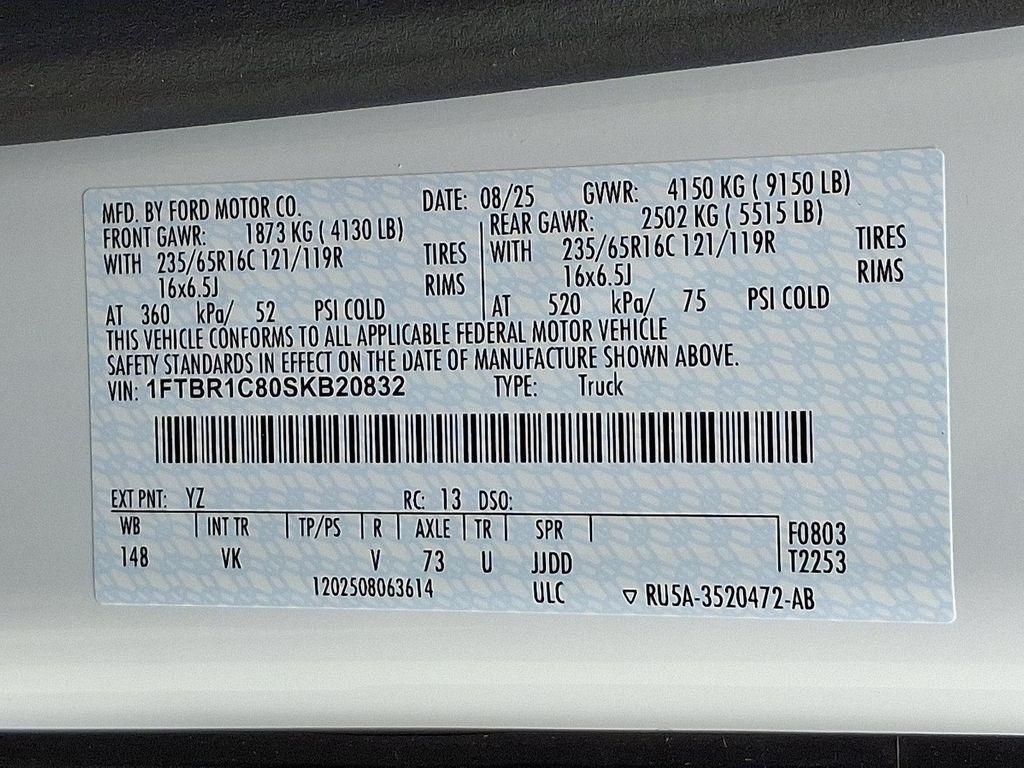 MFD. BY FORD MOTOR CO. DATE: 08/25 GVWR: 4150 KG ( 9150 LB)
FRONT GAWR: 1873 KG ( 4130 LB) REAR GAWR: 2502 KG ( 5515 LB)
WITH 235/65R16C 121/119R TIRES WITH 235/65R16C 121/119R TIRES
16x6.5J RIMS 16x6.5J RIMS
AT 360 kPa/ 52 PSI COLD AT 520 kPa/ 75 PSI COLD
THIS VEHICLE CONFORMS TO ALL APPLICABLE FEDERAL MOTOR VEHICLE
SAFETY STANDARDS IN EFFECT ON THE DATE OF MANUFACTURE SHOWN ABOVE.
VIN: 1FTBR1C80SKB20832 TYPE: Truck
EXT PNT: YZ RC: 13 DSO:
WB INT TR TP/PS R AXLE TR SPR F0803
148 VK V 73 U JJDD T2253
1202508063614 ULC ▽ RU5A-3520472-AB